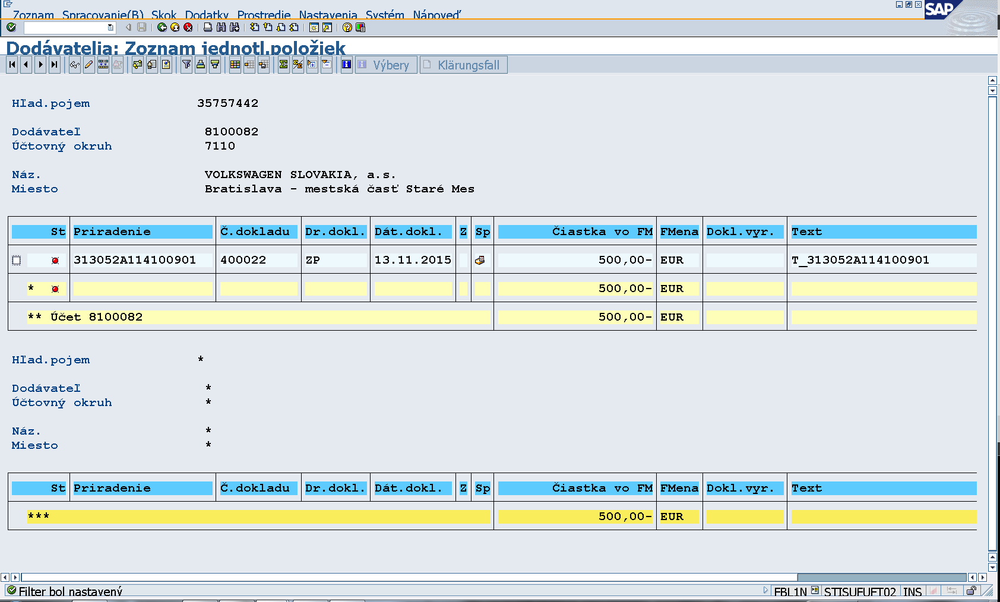 Zoznam Spracovanie(B) Skok Dodatky Prostredie Nastavenia Systém Nápoveď
SAP
Dodávatelia: Zoznam jednotl.položiek
Výbery Klärungsfall
Hľad.pojem 35757442
Dodávateľ 8100082
Účtovný okruh 7110
Náz. VOLKSWAGEN SLOVAKIA, a.s.
Miesto Bratislava - mestská časť Staré Mes
St Priradenie Č.dokladu Dr.dokl. Dát.dokl. Z Sp Čiastka vo FM FMena Dokl.vyr. Text
313052A114100901 400022 ZP 13.11.2015 500,00- EUR T_313052A114100901
* 500,00- EUR
** Účet 8100082 500,00- EUR
Hľad.pojem *
Dodávateľ *
Účtovný okruh *
Náz. *
Miesto *
St Priradenie Č.dokladu Dr.dokl. Dát.dokl. Z Sp Čiastka vo FM FMena Dokl.vyr. Text
*** 500,00- EUR
Filter bol nastavený FBL1N STISUFUFT02 INS